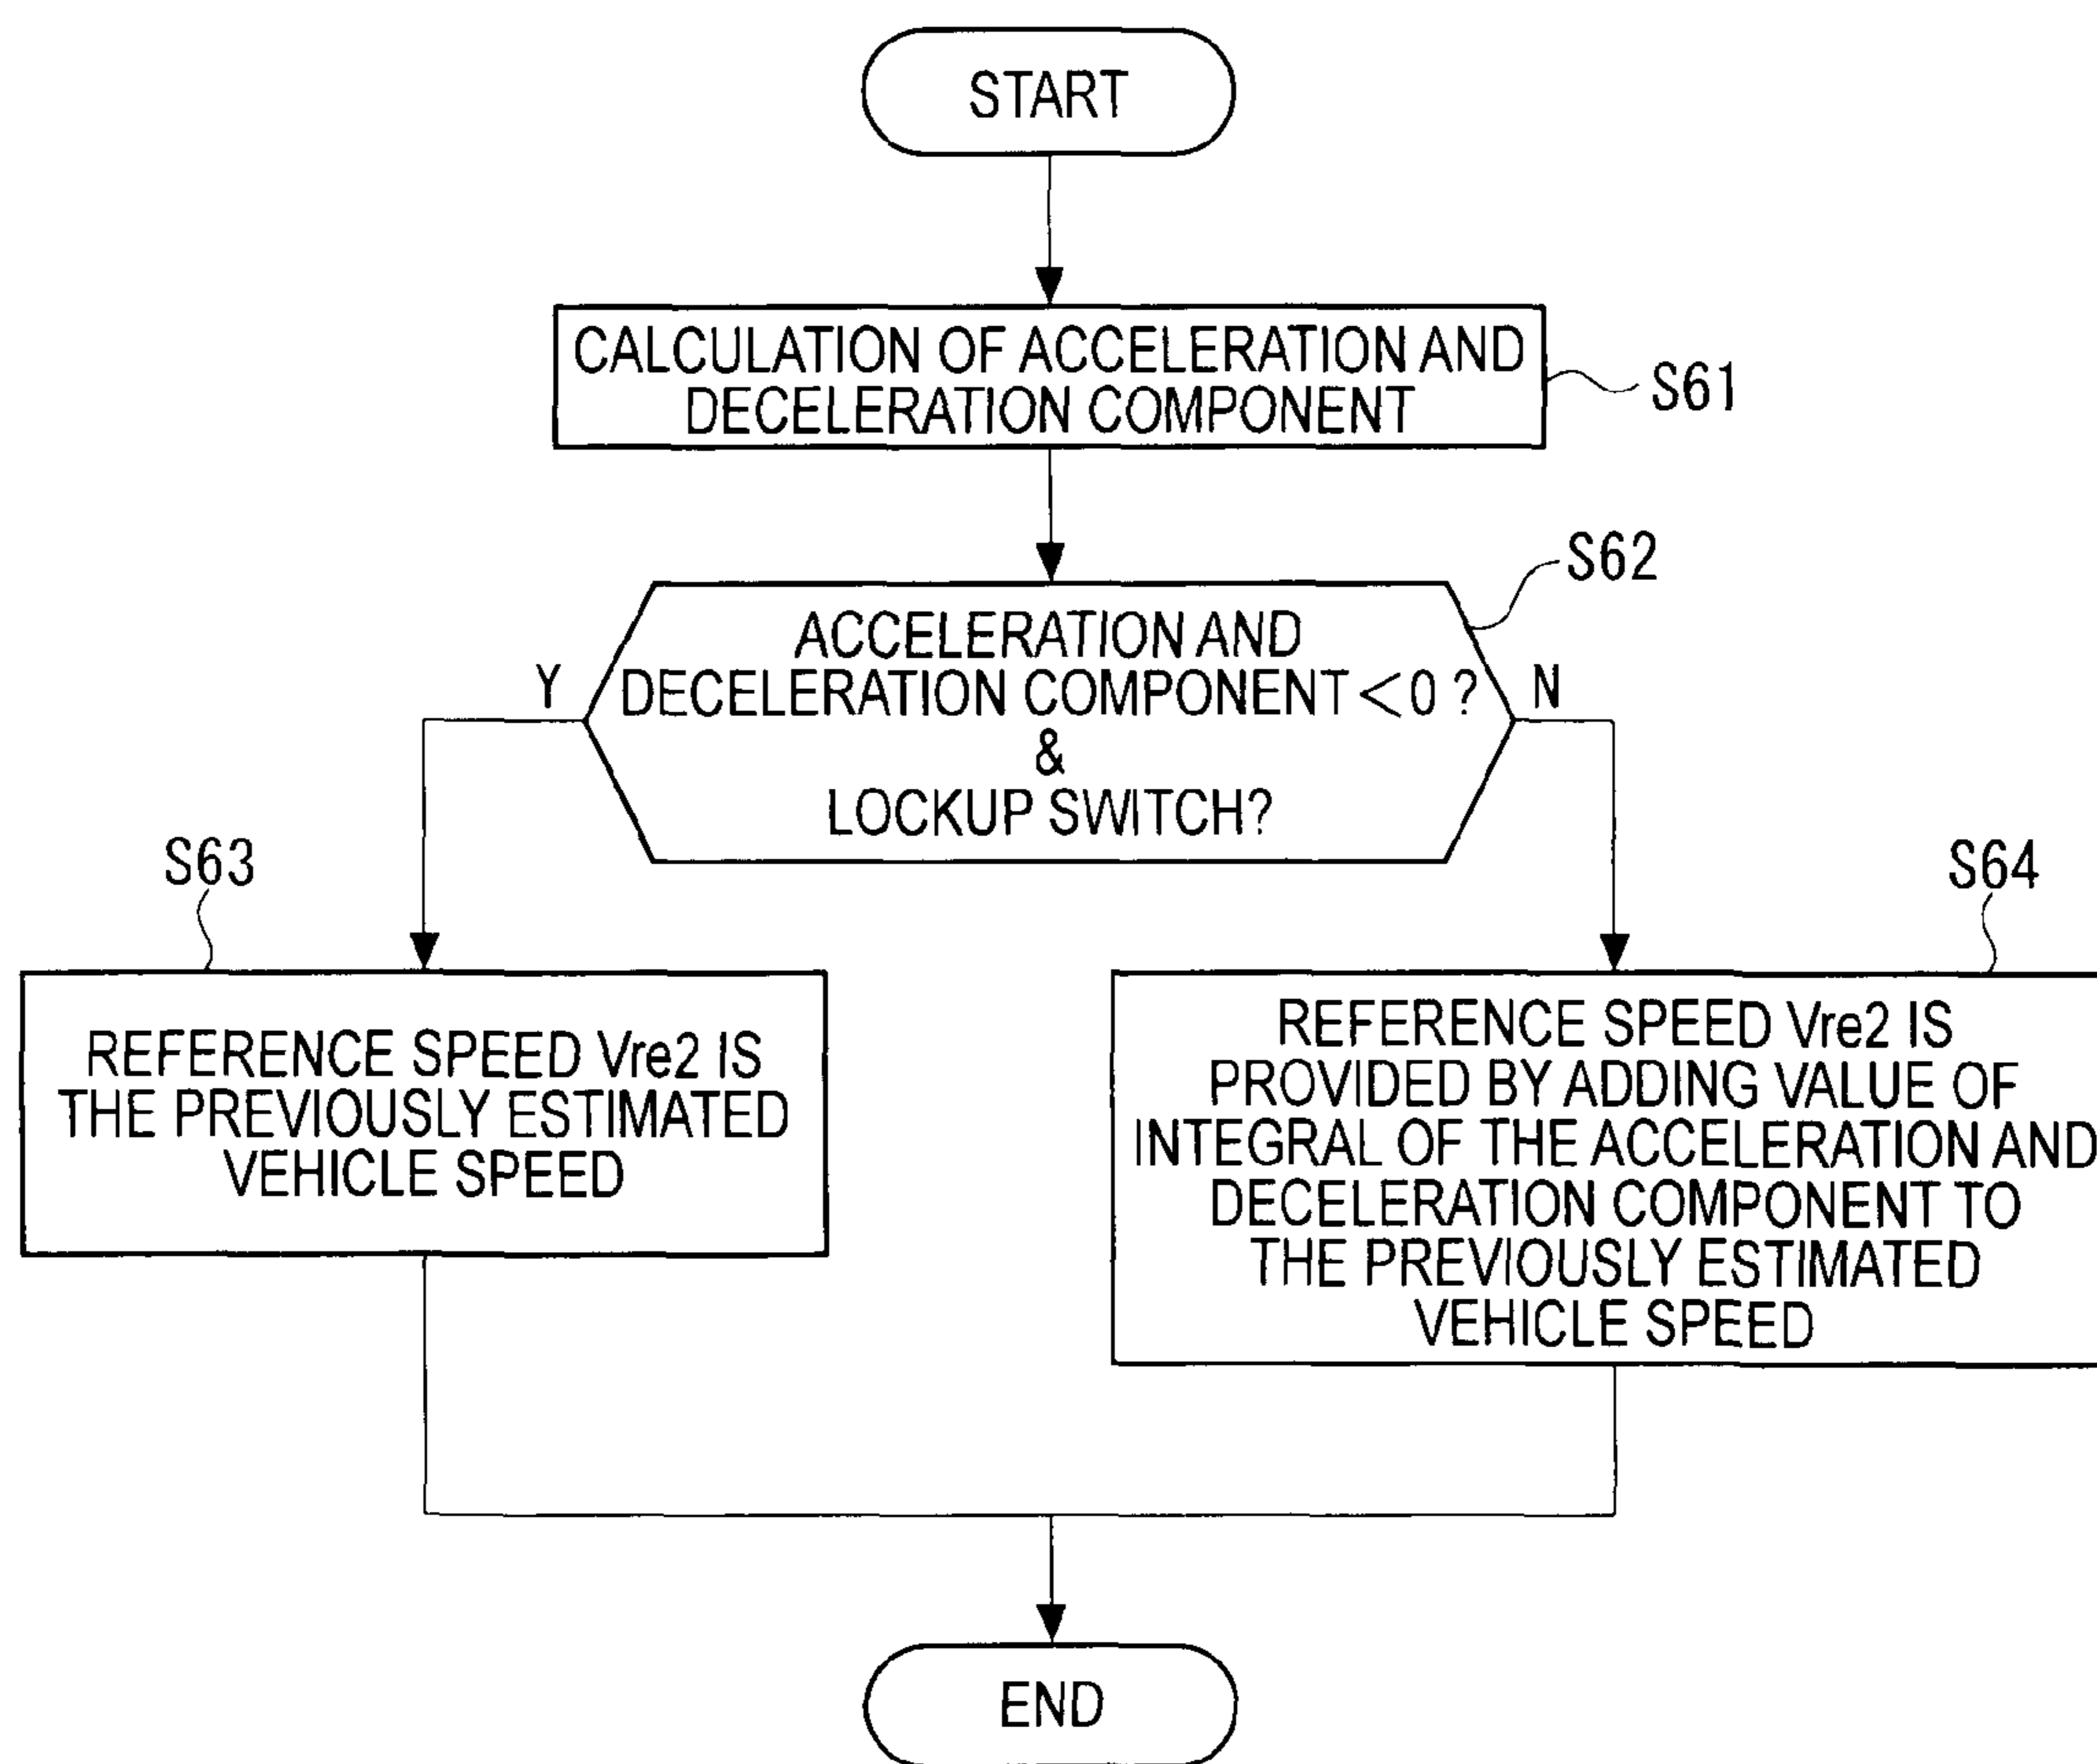 START
CALCULATION OF ACCELERATION AND
DECELERATION COMPONENT
S61
S62
ACCELERATION AND
DECELERATION COMPONENT <0 ?
&
LOCKUP SWITCH?
Y
N
S63
REFERENCE SPEED Vre2 IS
THE PREVIOUSLY ESTIMATED
VEHICLE SPEED
S64
REFERENCE SPEED Vre2 IS
PROVIDED BY ADDING VALUE OF
INTEGRAL OF THE ACCELERATION AND
DECELERATION COMPONENT TO
THE PREVIOUSLY ESTIMATED
VEHICLE SPEED
END